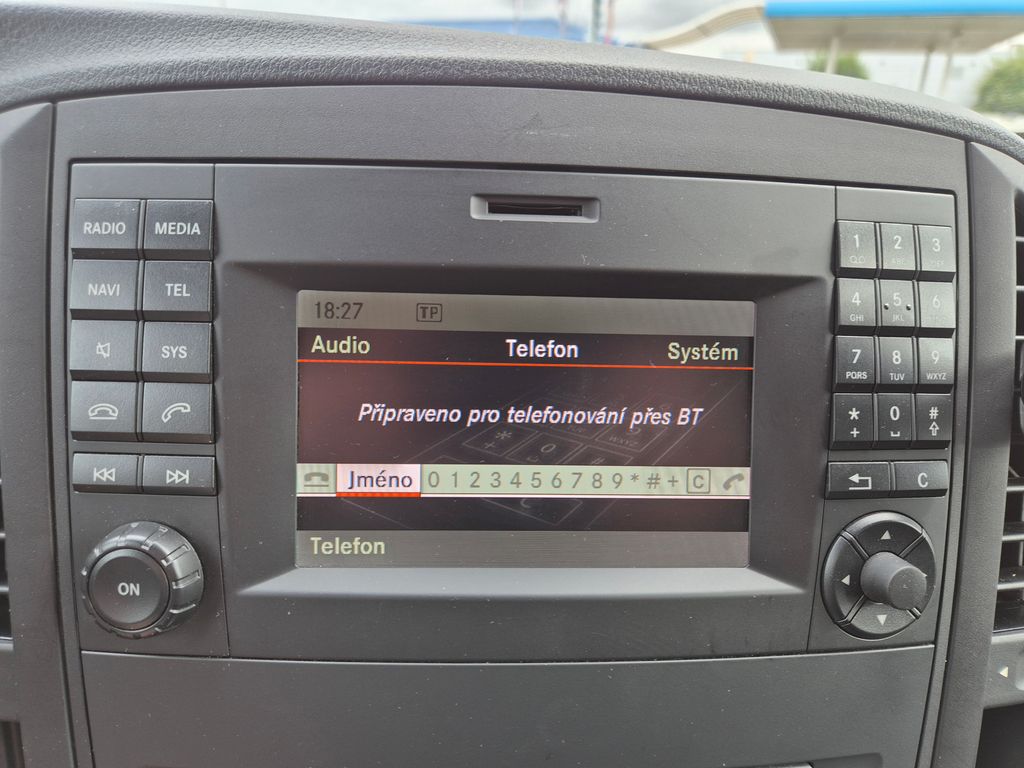 RADIO MEDIA
NAVI TEL
SYS
ON
18:27 TP
Audio Telefon Systém
Připraveno pro telefonování přes BT
Jméno 0 1 2 3 4 5 6 7 8 9 * # + C
Telefon
1 2 3
ABC DEF
4 5 6
GHI JKL
7 8 9
PQRS TUV WXYZ
* 0 #
+
C